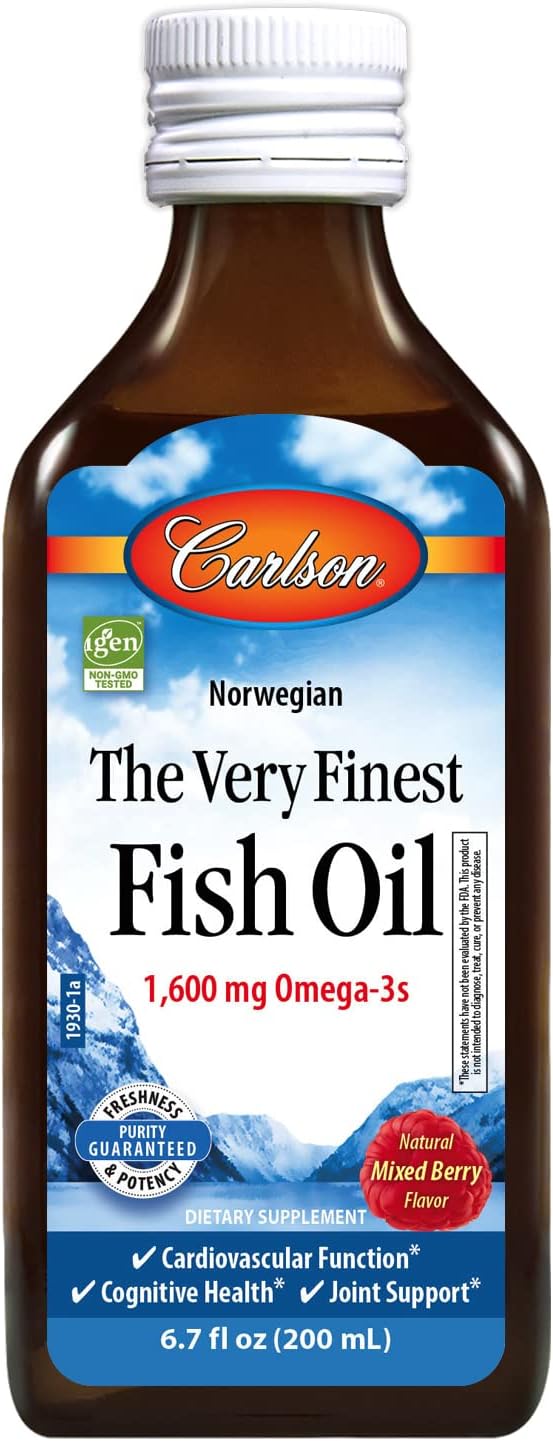 Carlson®
igen™
NON-GMO
TESTED
Norwegian
The Very Finest
Fish Oil
1,600 mg Omega-3s
*These statements have not been evaluated by the FDA. This product
is not intended to diagnose, treat, cure, or prevent any disease.
1930-1a
FRESHNESS
PURITY
GUARANTEED
& POTENCY
Natural
Mixed Berry
Flavor
DIETARY SUPPLEMENT
✓ Cardiovascular Function*
✓ Cognitive Health* ✓ Joint Support*
6.7 fl oz (200 mL)